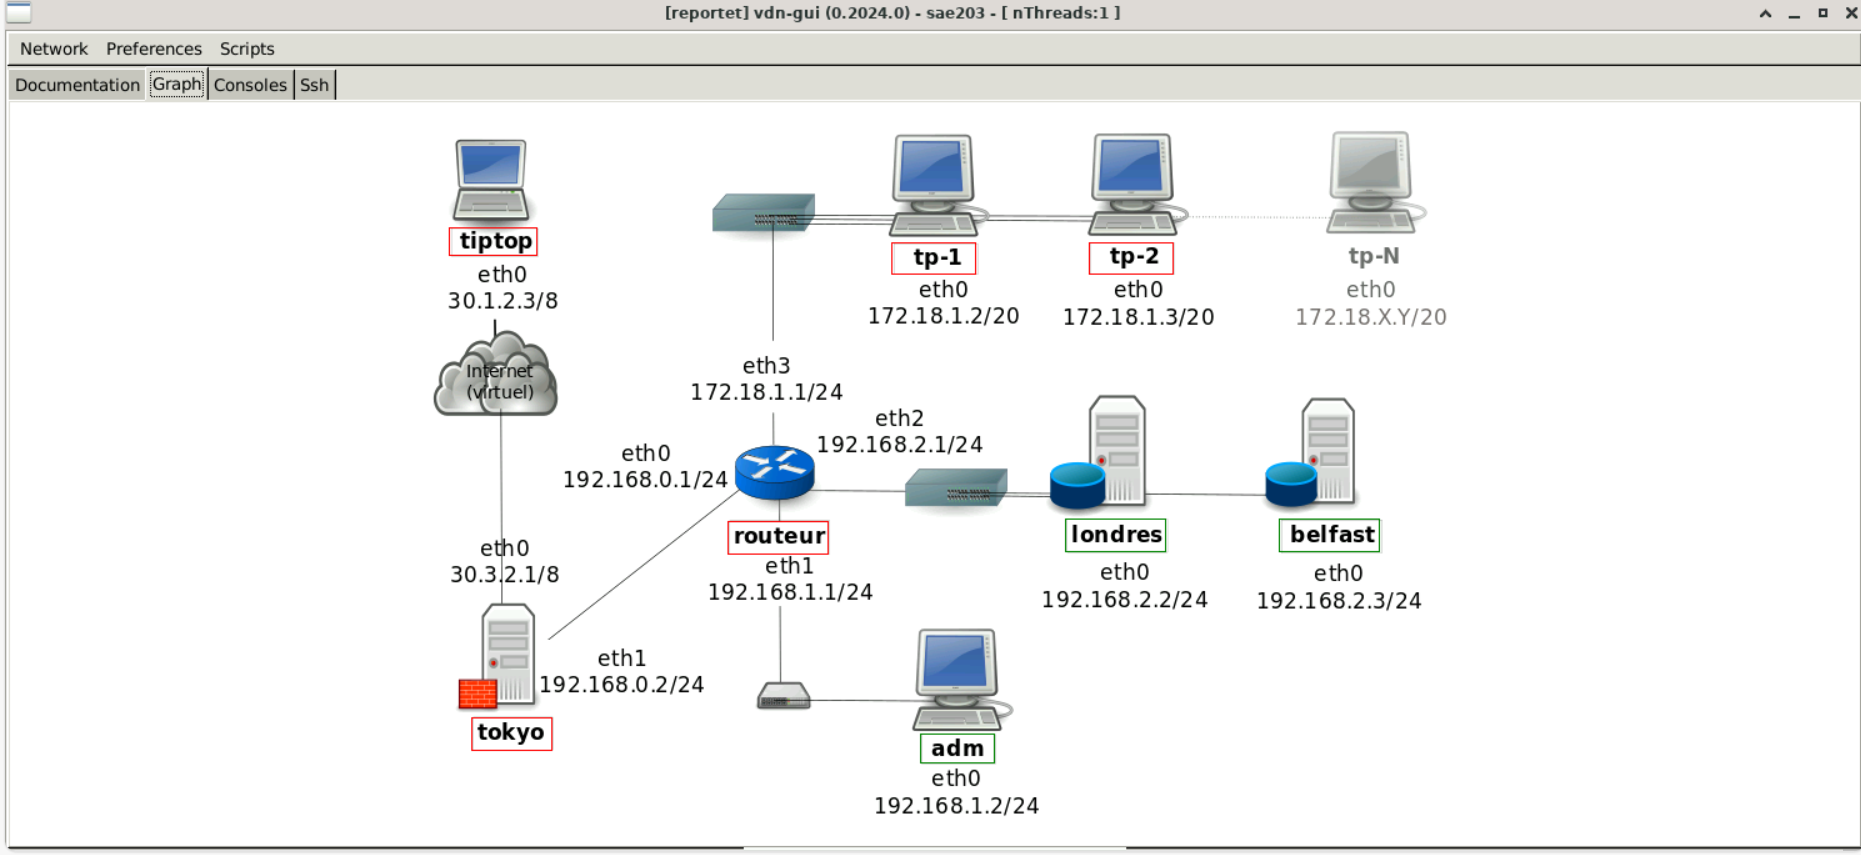 [reportet] vdn-gui (0.2024.0) - sae203 - [ nThreads:1 ]
Network Preferences Scripts
Documentation Graph Consoles Ssh
tiptop
eth0
30.1.2.3/8
Internet
(virtuel)
tp-1
eth0
172.18.1.2/20
tp-2
eth0
172.18.1.3/20
tp-N
eth0
172.18.X.Y/20
eth3
172.18.1.1/24
eth2
192.168.2.1/24
eth0
192.168.0.1/24
routeur
eth1
192.168.1.1/24
londres
eth0
192.168.2.2/24
belfast
eth0
192.168.2.3/24
eth0
30.3.2.1/8
eth1
192.168.0.2/24
tokyo
adm
eth0
192.168.1.2/24